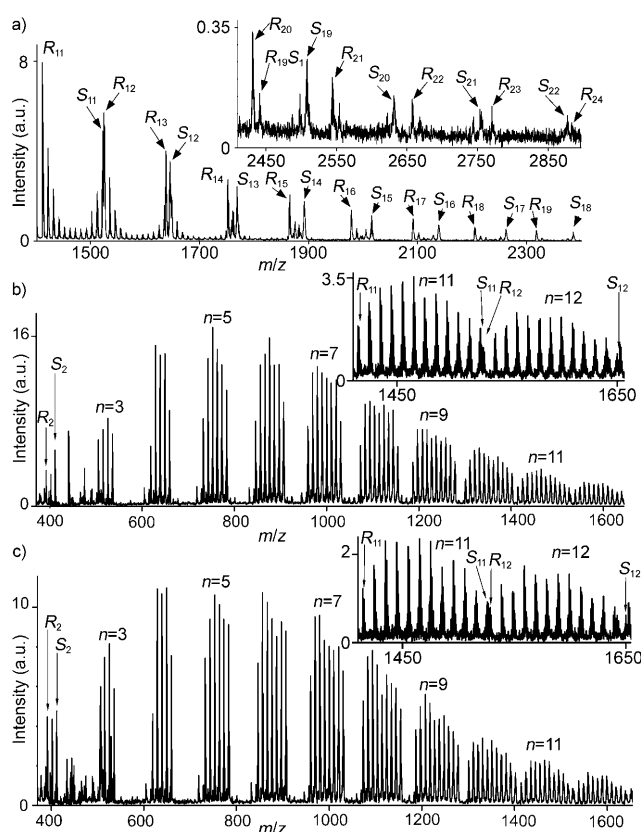 a)
0.35
R20
R19
S1
S19
R21
S20
R22
S21
R23
S22
R24
0
2450
2550
2650
2750
2850
8
R11
S11
R12
R13
S12
R14
S13
R15
S14
R16
S15
R17
S16
R18
S17
R19
S18
Intensity (a.u.)
0
1500
1700
1900
2100
2300
m/z
b)
3.5
R11
n=11
S11
R12
n=12
S12
0
1450
1650
16
R2
S2
n=3
n=5
n=7
n=9
n=11
Intensity (a.u.)
0
400
600
800
1000
1200
1400
1600
m/z
c)
2
R11
n=11
S11
R12
n=12
S12
0
1450
1650
10
R2
S2
n=3
n=5
n=7
n=9
n=11
Intensity (a.u.)
0
400
600
800
1000
1200
1400
1600
m/z